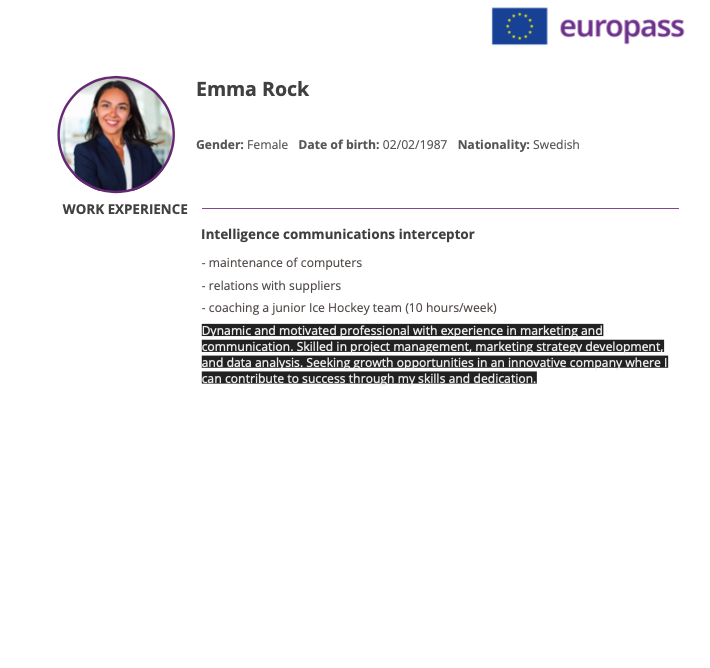 europass
Emma Rock
Gender: Female Date of birth: 02/02/1987 Nationality: Swedish
WORK EXPERIENCE
Intelligence communications interceptor
- maintenance of computers
- relations with suppliers
- coaching a junior Ice Hockey team (10 hours/week)
Dynamic and motivated professional with experience in marketing and
communication. Skilled in project management, marketing strategy development,
and data analysis. Seeking growth opportunities in an innovative company where I
can contribute to success through my skills and dedication.